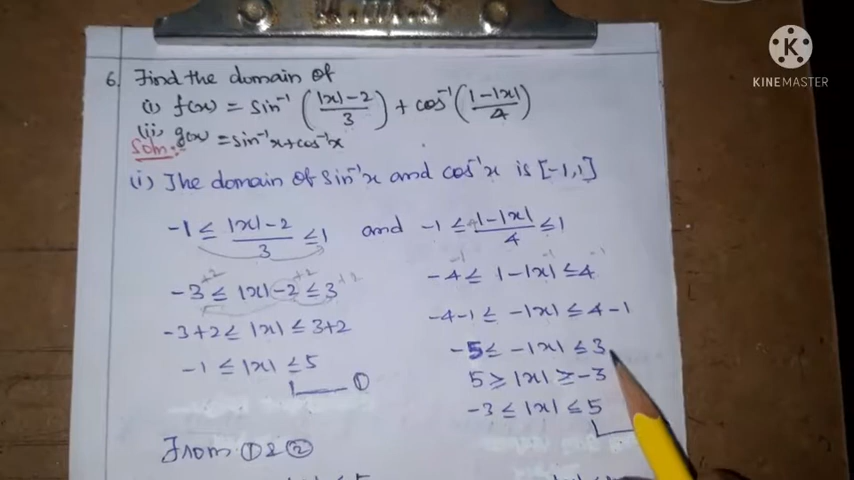 K
KINEMASTER
6. Find the domain of
(i) f(x) = sin⁻¹ (|x|-2/3) + cos⁻¹ (1-|x|/4)
(ii) g(x) = sin⁻¹x+cos⁻¹x
Soln:-
(i) The domain of sin⁻¹x and cos⁻¹x is [-1,1]
-1 ≤ |x|-2/3 ≤ 1 and -1 ≤ 1-|x|/4 ≤ 1
-3 ≤ |x|-2 ≤ 3
-4 ≤ 1-|x| ≤ 4
-3+2 ≤ |x| ≤ 3+2
-4-1 ≤ -|x| ≤ 4-1
-1 ≤ |x| ≤ 5
①
-5 ≤ -|x| ≤ 3
5 ≥ |x| ≥ -3
-3 ≤ |x| ≤ 5
From ① & ②